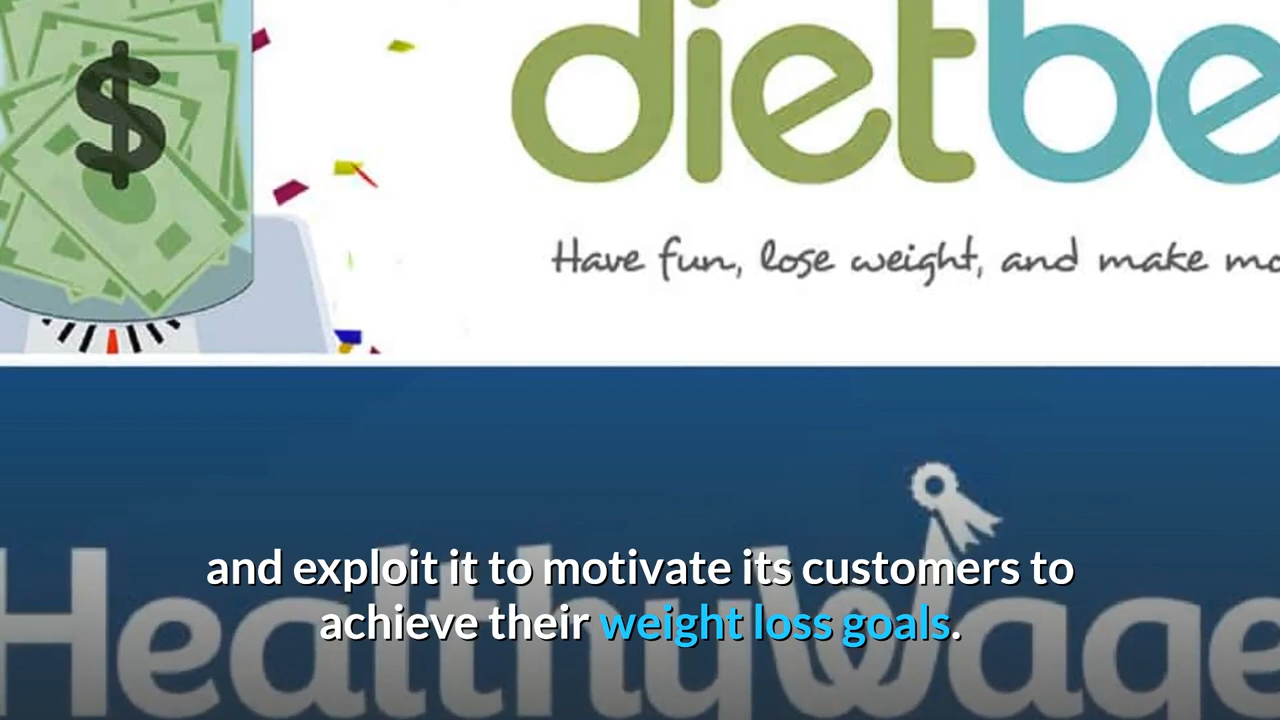 $
dietbe
Have fun, lose weight, and make mo
HealthyWage
and exploit it to motivate its customers to
achieve their weight loss goals.